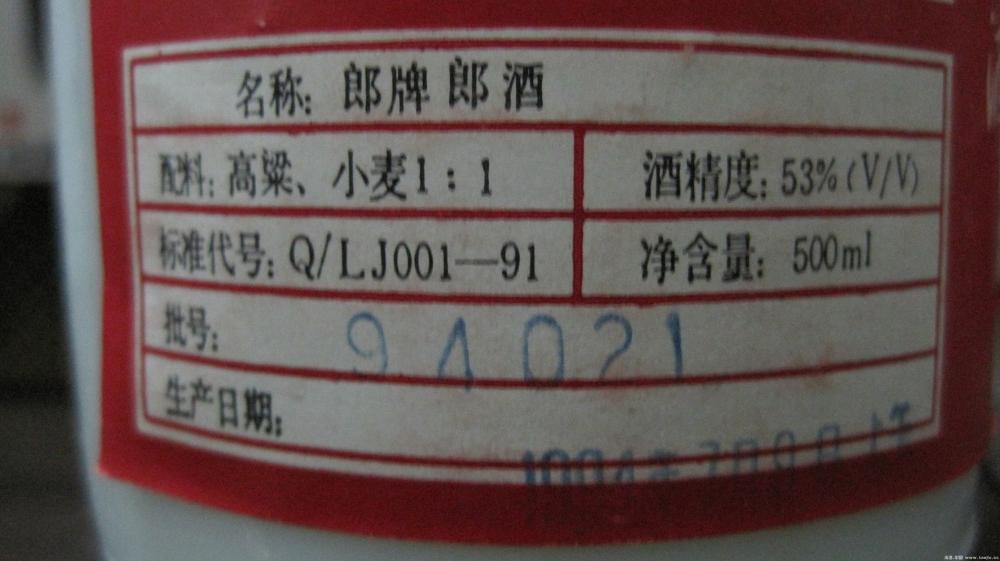 名称：郎牌郎酒
配料：高粱、小麦1：1
酒精度：53%(V/V)
标准代号：Q/LJ001—91
净含量：500ml
批号：94021
生产日期：